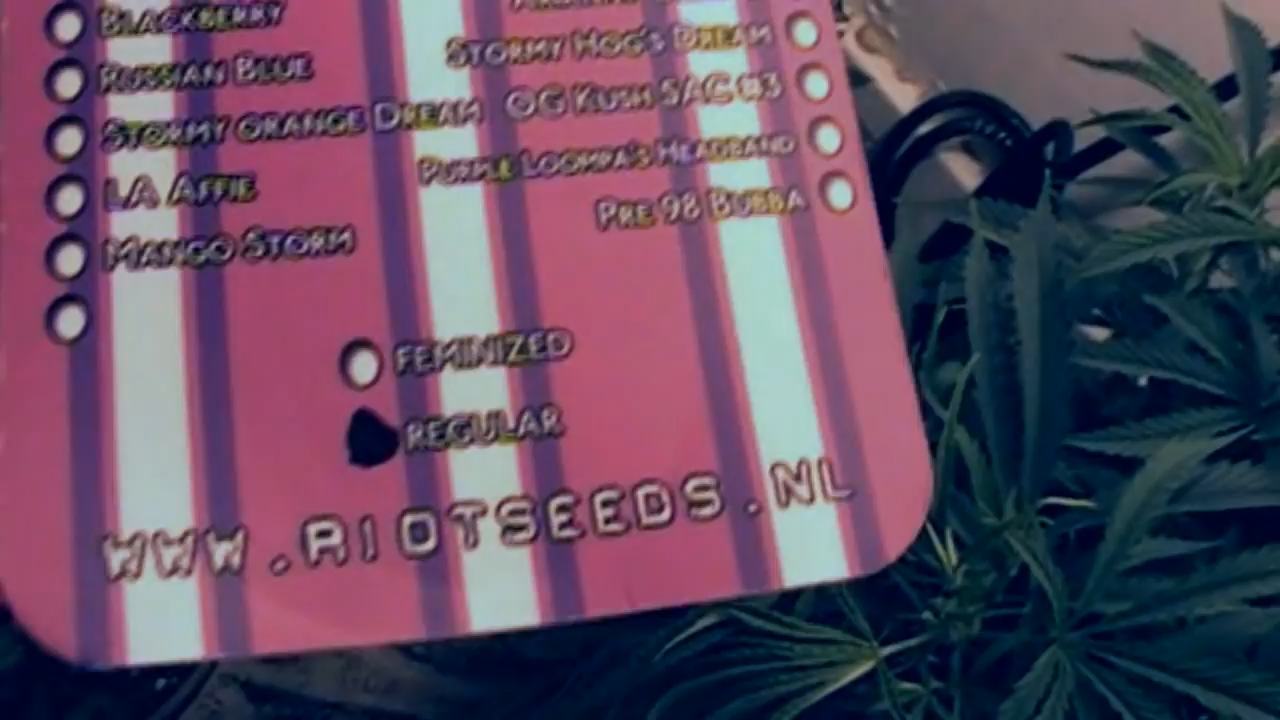 BLACKBERRY
RUSSIAN BLUE
STORMY ORANGE DREAM
LA AFFIE
MANGO STORM
STORMY HOG'S DREAM
OG KUSH SAG #3
PURPLE LOOMPA'S HEADBAND
PRE 98 BUBBA
FEMINIZED
REGULAR
WWW.RIOTSEEDS.NL